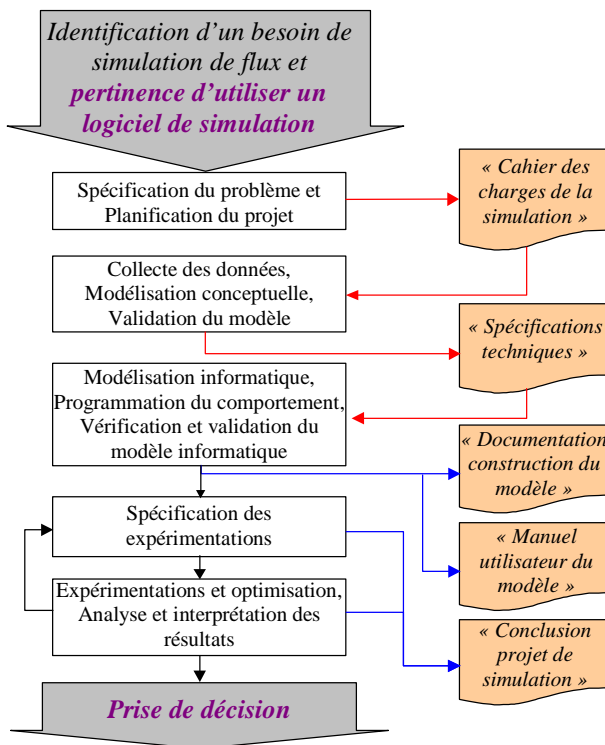 Identification d'un besoin de
simulation de flux et
pertinence d'utiliser un
logiciel de simulation
Spécification du problème et
Planification du projet
« Cahier des
charges de la
simulation »
Collecte des données,
Modélisation conceptuelle,
Validation du modèle
« Spécifications
techniques »
Modélisation informatique,
Programmation du comportement,
Vérification et validation du
modèle informatique
« Documentation
construction du
modèle »
Spécification des
expérimentations
« Manuel
utilisateur du
modèle »
Expérimentations et optimisation,
Analyse et interprétation des
résultats
« Conclusion
projet de
simulation »
Prise de décision